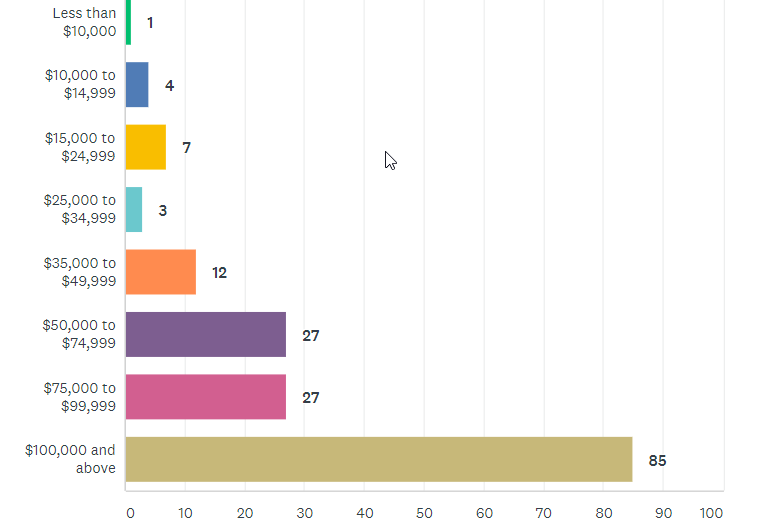 Less than
$10,000
1
$10,000 to
$14,999
4
$15,000 to
$24,999
7
$25,000 to
$34,999
3
$35,000 to
$49,999
12
$50,000 to
$74,999
27
$75,000 to
$99,999
27
$100,000 and
above
85
0 10 20 30 40 50 60 70 80 90 100